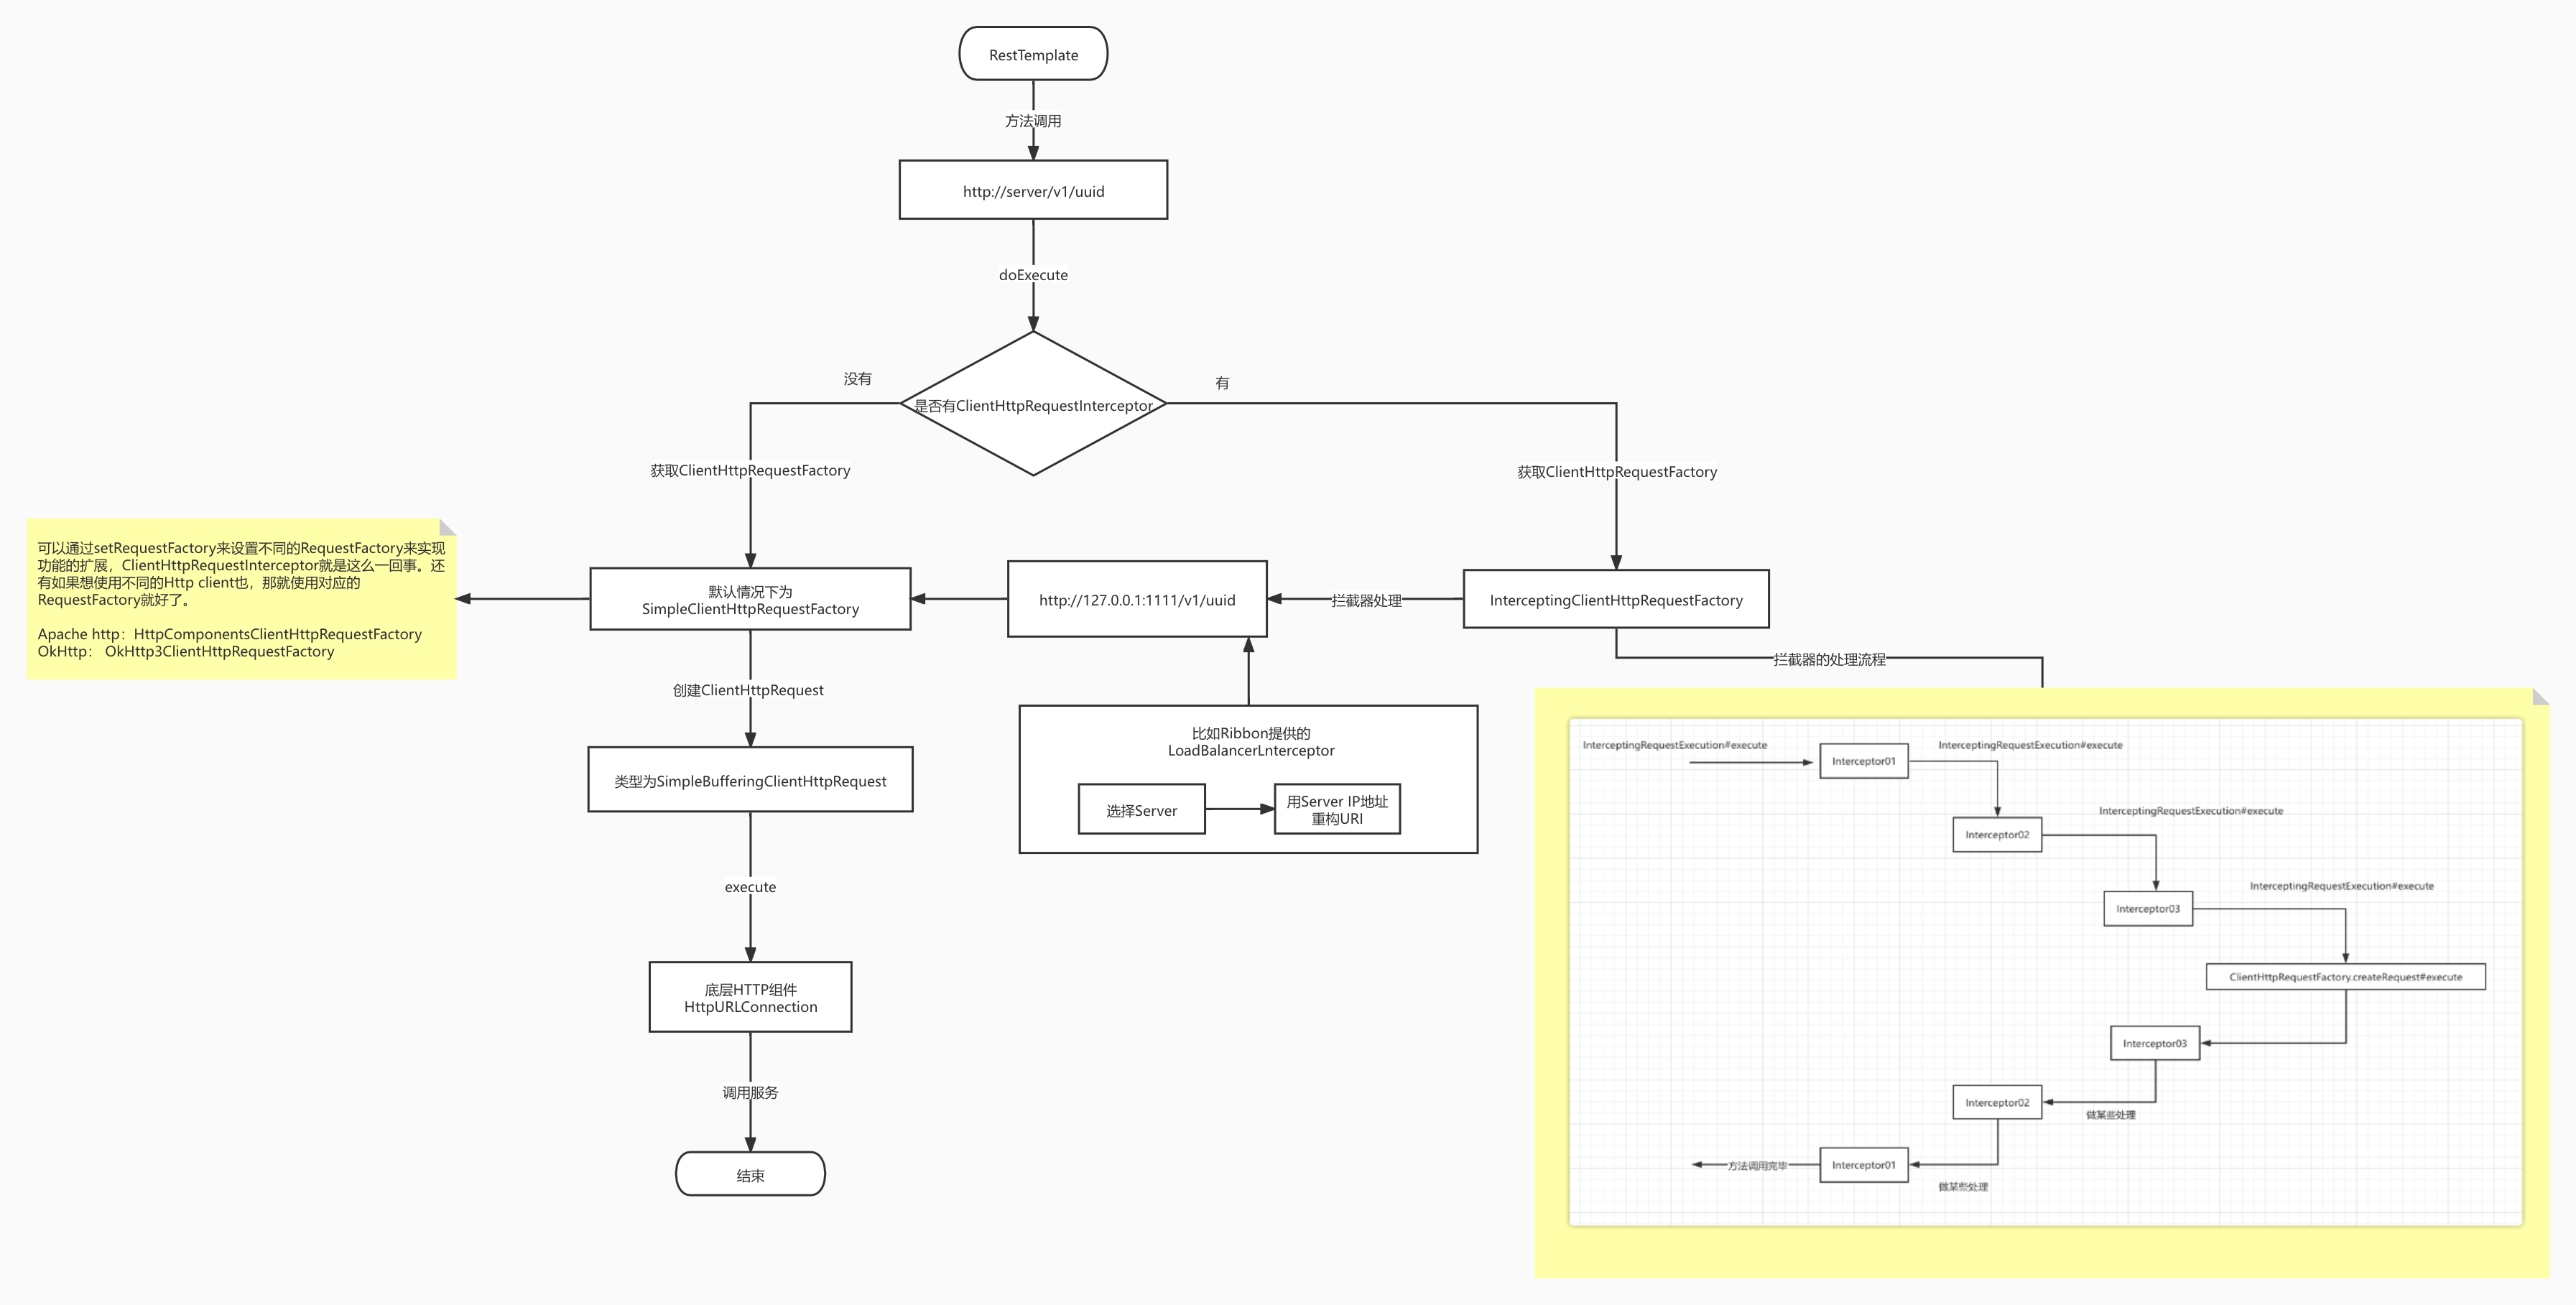 RestTemplate
方法调用
http://server/v1/uuid
doExecute
没有
有
是否有ClientHttpRequestInterceptor
获取ClientHttpRequestFactory
获取ClientHttpRequestFactory
可以通过setRequestFactory来设置不同的RequestFactory来实现
功能的扩展，ClientHttpRequestInterceptor就是这么一回事。还
有如果想使用不同的Http client也，那就使用对应的
RequestFactory就好了。
Apache http：HttpComponentsClientHttpRequestFactory
OkHttp： OkHttp3ClientHttpRequestFactory
默认情况下为
SimpleClientHttpRequestFactory
http://127.0.0.1:1111/v1/uuid
拦截器处理
InterceptingClientHttpRequestFactory
拦截器的处理流程
创建ClientHttpRequest
比如Ribbon提供的
LoadBalancerLnterceptor
选择Server
用Server IP地址
重构URI
类型为SimpleBufferingClientHttpRequest
execute
底层HTTP组件
HttpURLConnection
调用服务
结束
InterceptingRequestExecution#execute
Interceptor01
InterceptingRequestExecution#execute
InterceptingRequestExecution#execute
Interceptor02
InterceptingRequestExecution#execute
Interceptor03
ClientHttpRequestFactory.createRequest#execute
Interceptor03
Interceptor02
做某些处理
方法调用完毕
Interceptor01
做某些处理